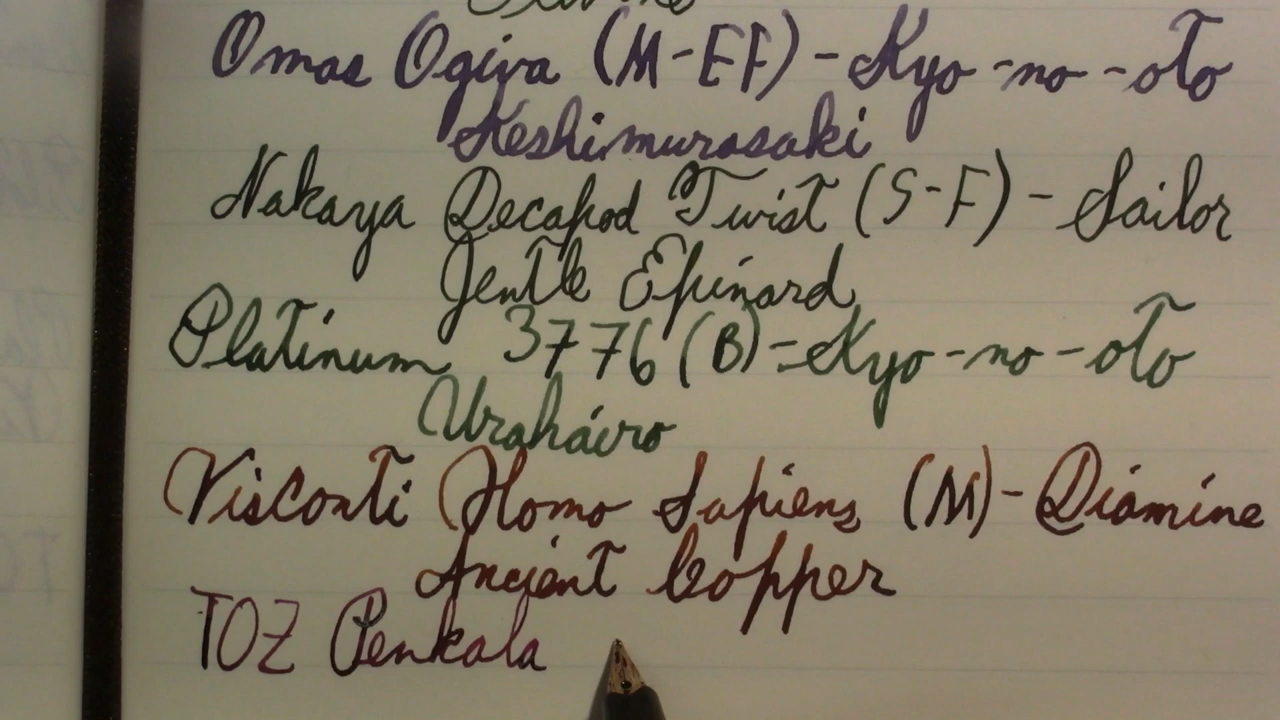 Omas Ogiva (M-EF) - Kyo-no-oto
Keshimurasaki
Nakaya Decapod Twist (S-F) - Sailor
Jentle Epinard
Platinum 3776 (B) - Kyo-no-oto
Urahairo
Visconti Homo Sapiens (M) - Diamine
Ancient Copper
TOZ Penkala